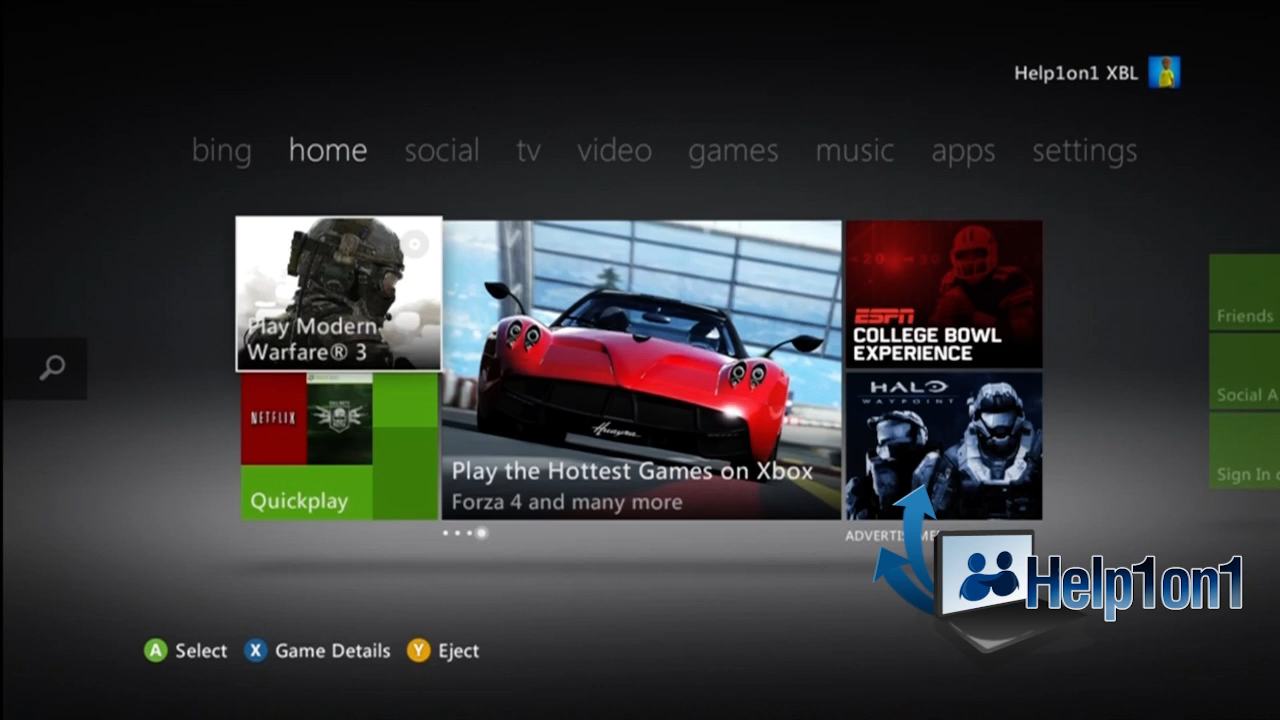 Help1on1 XBL
bing home social tv video games music apps settings
Play Modern
Warfare® 3
NETFLIX
Quickplay
Huayra
Play the Hottest Games on Xbox
Forza 4 and many more
ESPN
COLLEGE BOWL
EXPERIENCE
HALO
WAYPOINT
Friends
Social A
Sign In
Help1on1
A Select X Game Details Y Eject